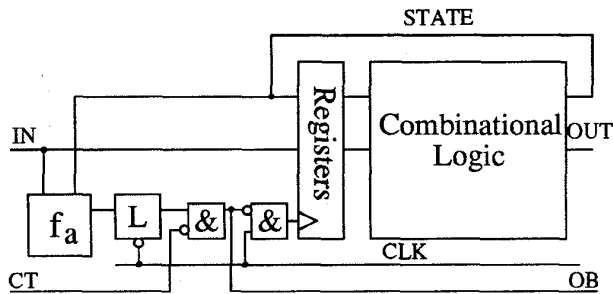 STATE
IN
Registers
Combinational
Logic
OUT
fa
L
&
&
CLK
CT
OB